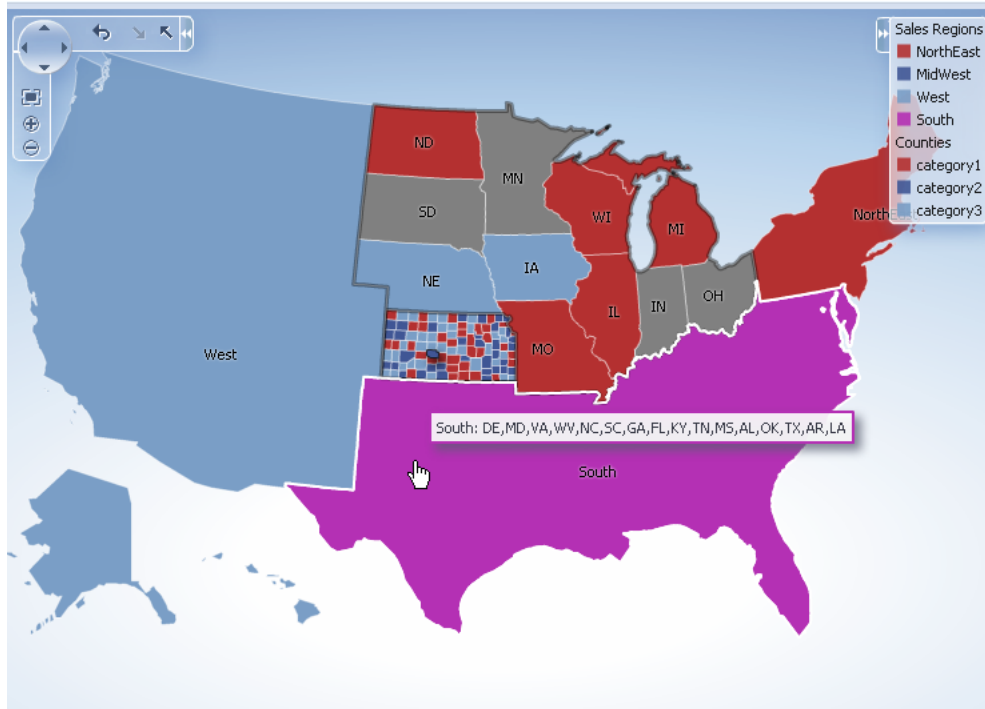 Sales Regions
NorthEast
MidWest
West
South
Counties
category1
category2
category3
ND
MN
SD
WI
MI
NorthEast
NE
IA
IN
OH
IL
MO
West
South: DE,MD,VA,WV,NC,SC,GA,FL,KY,TN,MS,AL,OK,TX,AR,LA
South